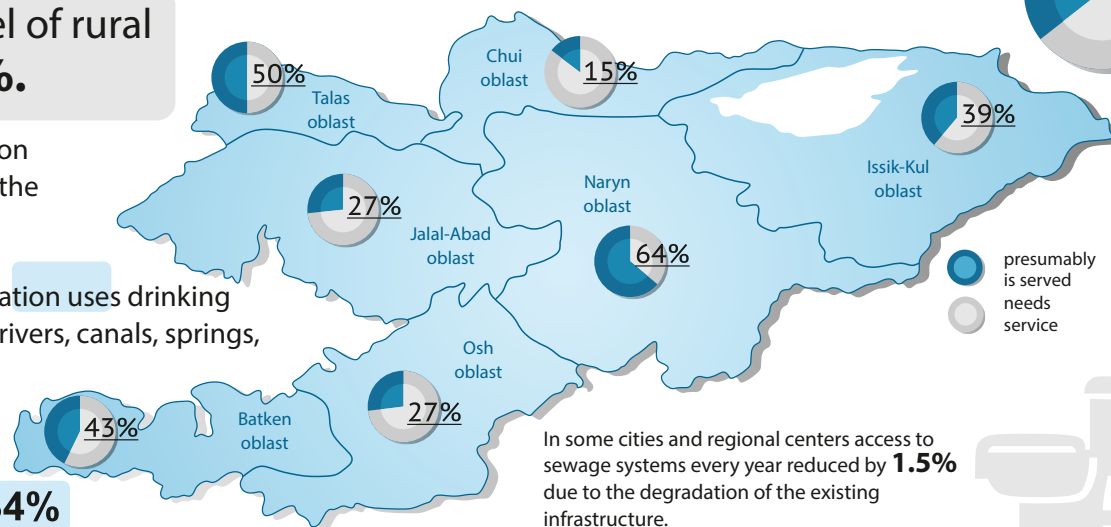 el of rural
%.
on
the
ation uses drinking
rivers, canals, springs,
4%
50%
Talas
oblast
Chui
oblast
15%
39%
Issik-Kul
oblast
27%
Jalal-Abad
oblast
Naryn
oblast
64%
presumably
is served
needs
service
Osh
oblast
27%
43%
Batken
oblast
In some cities and regional centers access to
sewage systems every year reduced by 1.5%
due to the degradation of the existing
infrastructure.